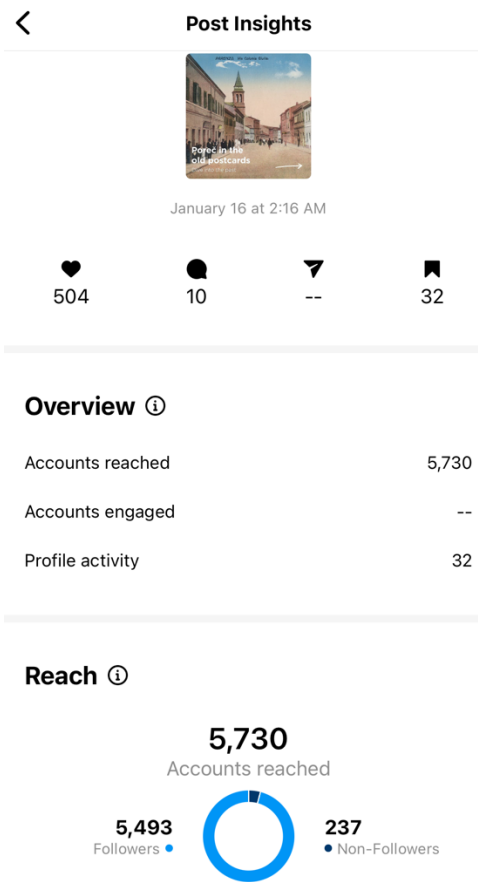 Post Insights
Poreč in the
old postcards
January 16 at 2:16 AM
504
10
--
32
Overview
Accounts reached
5,730
Accounts engaged
--
Profile activity
32
Reach
5,730
Accounts reached
5,493
Followers
237
Non-Followers